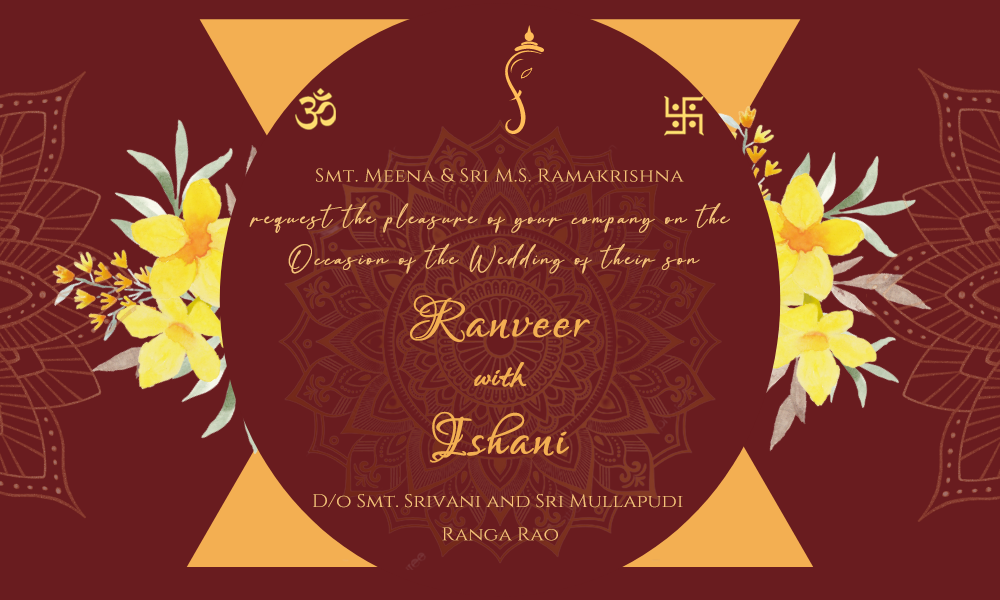 ॐ
Smt. Meena & Sri M.S. Ramakrishna
request the pleasure of your company on the
Occasion of the Wedding of their son
Ranveer
with
Ishani
D/o Smt. Srivani and Sri Mullapudi
Ranga Rao